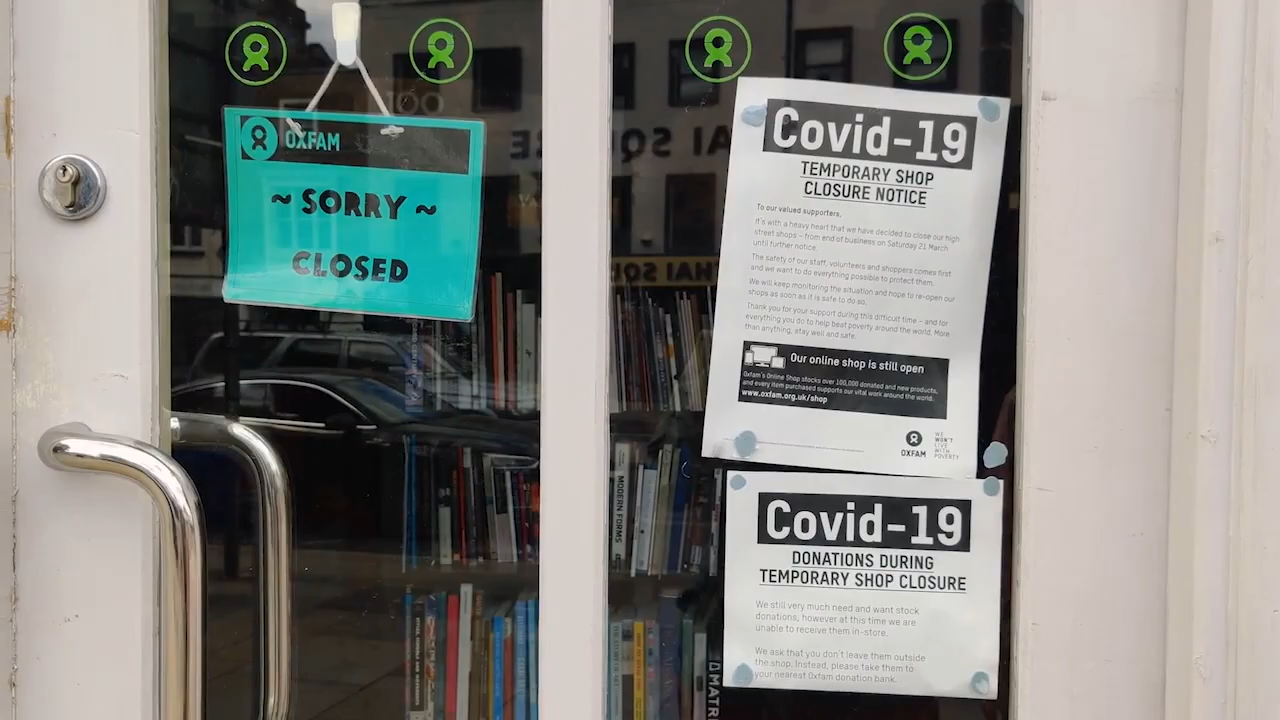 OXFAM
~ SORRY ~
CLOSED
Covid-19
TEMPORARY SHOP
CLOSURE NOTICE
To our valued supporters,
It's with a heavy heart that we have decided to close our high
street shops – from end of business on Saturday 21 March
until further notice.
The safety of our staff, volunteers and shoppers comes first
and we want to do everything possible to protect them.
We will keep monitoring the situation and hope to re-open our
shops as soon as it is safe to do so.
Thank you for your support during this difficult time – and for
everything you do to help beat poverty around the world. More
than anything, stay well and safe.
Our online shop is still open
Oxfam's Online Shop stocks over 100,000 donated and new products,
and every item purchased supports our vital work around the world.
www.oxfam.org.uk/shop
OXFAM
WE
WON'T
LIVE
WITH
POVERTY
Covid-19
DONATIONS DURING
TEMPORARY SHOP CLOSURE
We still very much need and want stock
donations, however at this time we are
unable to receive them in-store.
We ask that you don't leave them outside
the shop. Instead, please take them to
your nearest Oxfam donation bank.
MODERN FORMS
MATRI